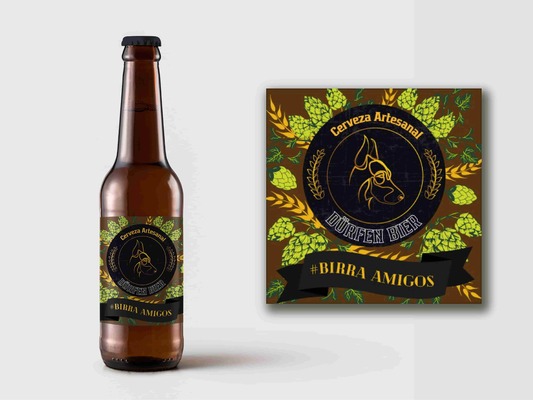 Cerveza Artesanal
DÜRFEN BIER
#BIRRA AMIGOS
Cerveza Artesanal
DÜRFEN BIER
#BIRRA AMIGOS